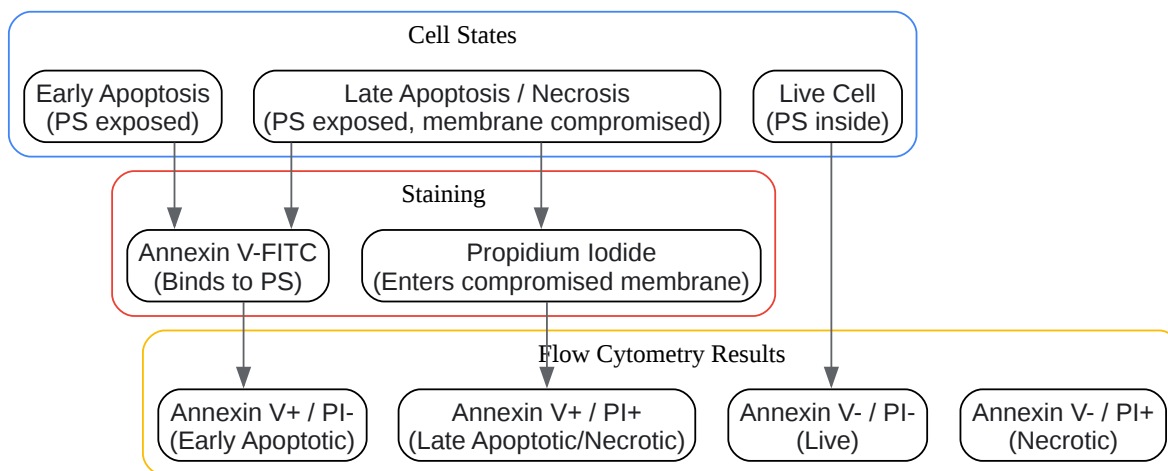 Cell States
Early Apoptosis
(PS exposed)
Late Apoptosis / Necrosis
(PS exposed, membrane compromised)
Live Cell
(PS inside)
Staining
Annexin V-FITC
(Binds to PS)
Propidium Iodide
(Enters compromised membrane)
Flow Cytometry Results
Annexin V+ / PI-
(Early Apoptotic)
Annexin V+ / PI+
(Late Apoptotic/Necrotic)
Annexin V- / PI-
(Live)
Annexin V- / PI+
(Necrotic)